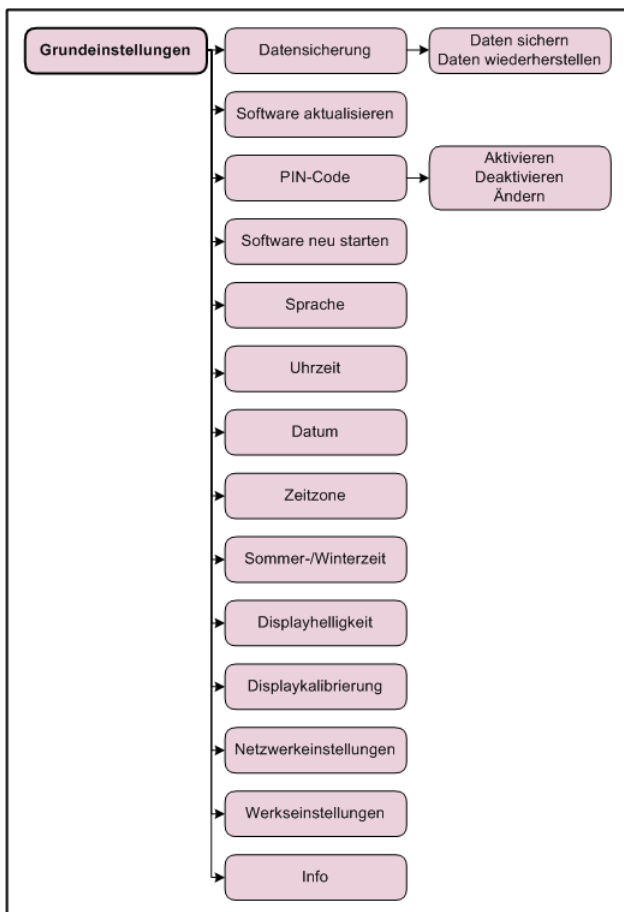 Grundeinstellungen
Datensicherung
Daten sichern
Daten wiederherstellen
Software aktualisieren
PIN-Code
Aktivieren
Deaktivieren
Ändern
Software neu starten
Sprache
Uhrzeit
Datum
Zeitzone
Sommer-/Winterzeit
Displayhelligkeit
Displaykalibrierung
Netzwerkeinstellungen
Werkseinstellungen
Info